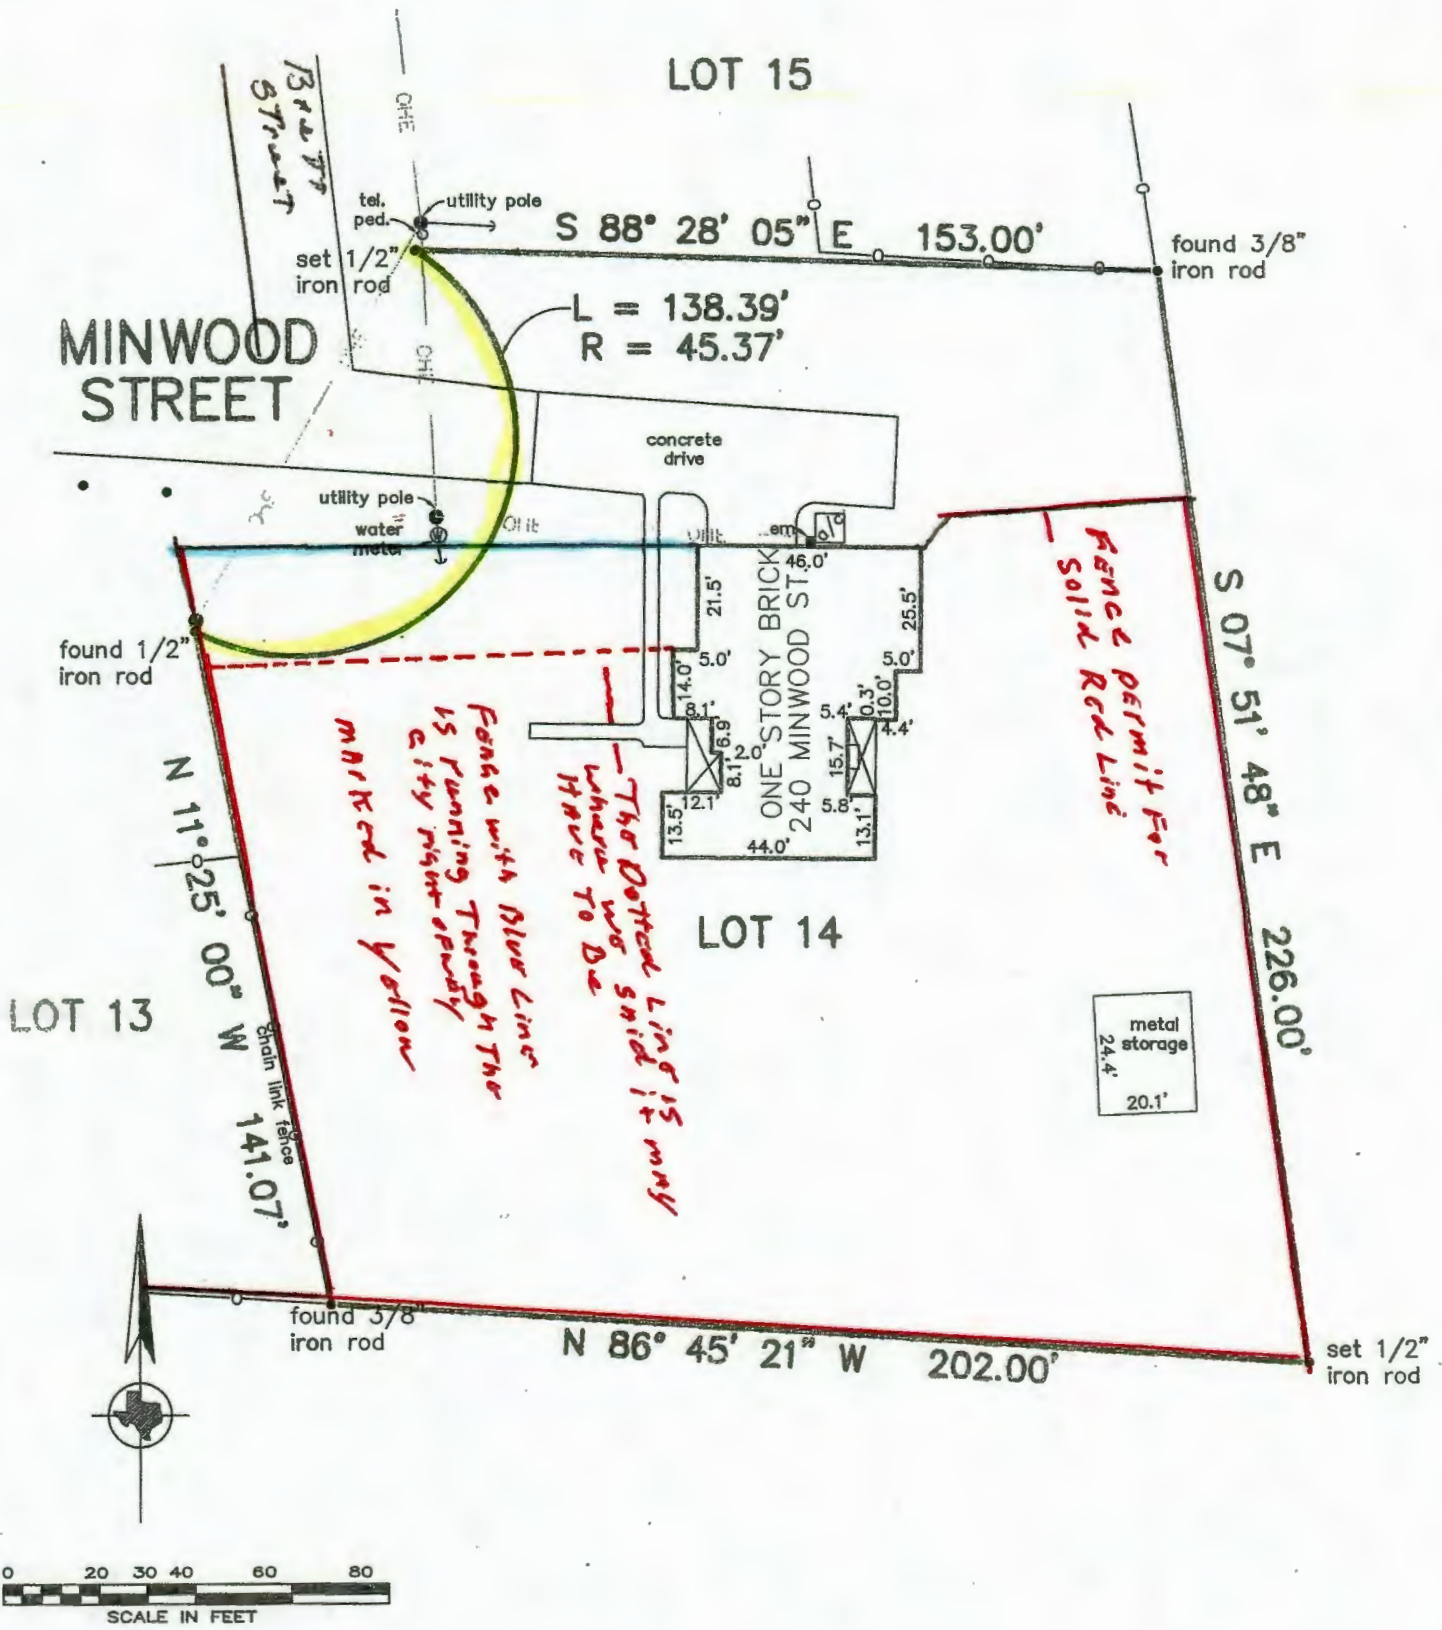 LOT 15
Brett
STreet
OHE
tel.
ped.
utility pole
S 88° 28' 05" E 153.00'
found 3/8"
iron rod
set 1/2"
iron rod
L = 138.39'
R = 45.37'
MINWOOD
STREET
OHE
concrete
drive
utility pole
water
meter
OHE
OHE
em
a/c
46.0'
21.5'
25.5'
ONE STORY BRICK
240 MINWOOD ST.
5.0'
5.0'
14.0'
0.3'
10.0'
8.1'
5.4'
4.4'
6.9'
2.0'
8.1'
15.7'
12.1'
5.8'
13.5'
13.1'
44.0'
found 1/2"
iron rod
Fence permit For
Solid Red Line
S 07° 51' 48" E 226.00'
N 11° 25' 00" W 141.07'
The Dotted Line is
where we said it may
HAVE To Be
Fence with Blue Line
is running Through The
City right of way
marked in Yellow
LOT 14
LOT 13
chain link fence
metal
storage
24.4'
20.1'
found 3/8"
iron rod
N 86° 45' 21" W 202.00'
set 1/2"
iron rod
0 20 30 40 60 80
SCALE IN FEET